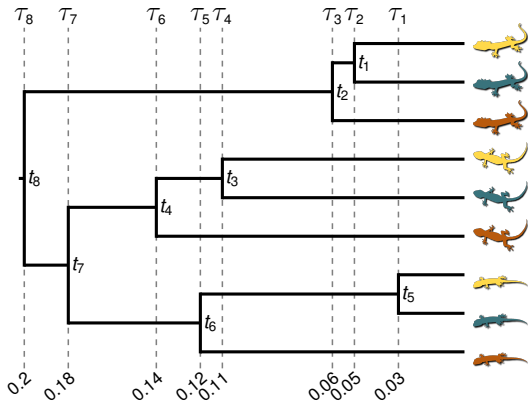 τ₈ τ₇ τ₆ τ₅ τ₄ τ₃ τ₂ τ₁
t₁
t₂
t₃
t₈
t₄
t₇
t₅
t₆
0.2 0.18 0.14 0.12 0.11 0.06 0.05 0.03